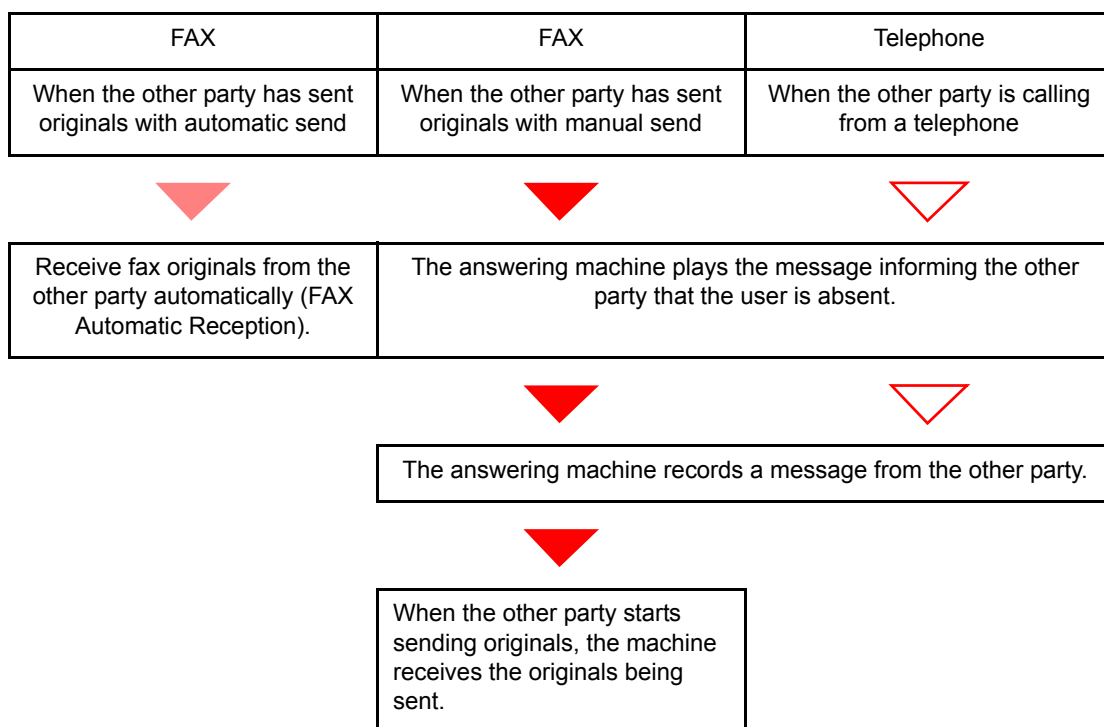 FAX
FAX
Telephone
When the other party has sent
originals with automatic send
When the other party has sent
originals with manual send
When the other party is calling
from a telephone
Receive fax originals from the
other party automatically (FAX
Automatic Reception).
The answering machine plays the message informing the other
party that the user is absent.
The answering machine records a message from the other party.
When the other party starts
sending originals, the machine
receives the originals being
sent.